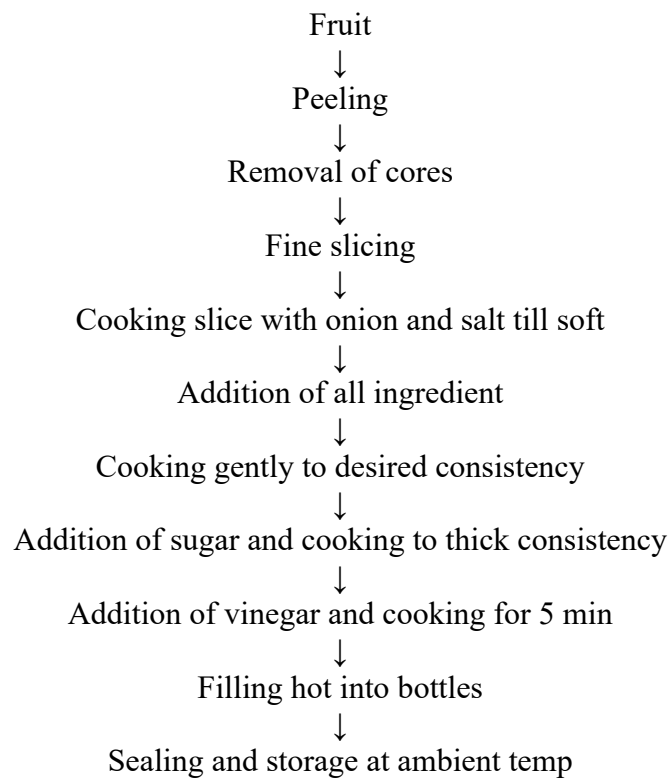 Fruit
↓
Peeling
↓
Removal of cores
↓
Fine slicing
↓
Cooking slice with onion and salt till soft
↓
Addition of all ingredient
↓
Cooking gently to desired consistency
↓
Addition of sugar and cooking to thick consistency
↓
Addition of vinegar and cooking for 5 min
↓
Filling hot into bottles
↓
Sealing and storage at ambient temp